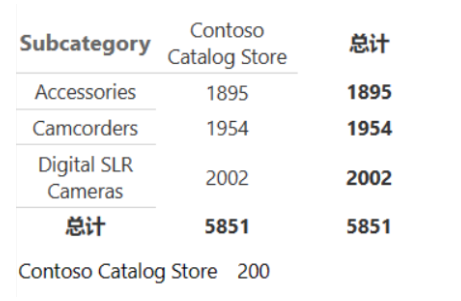 Subcategory Contoso Catalog Store 总计
Accessories 1895 1895
Camcorders 1954 1954
Digital SLR Cameras 2002 2002
总计 5851 5851
Contoso Catalog Store 200